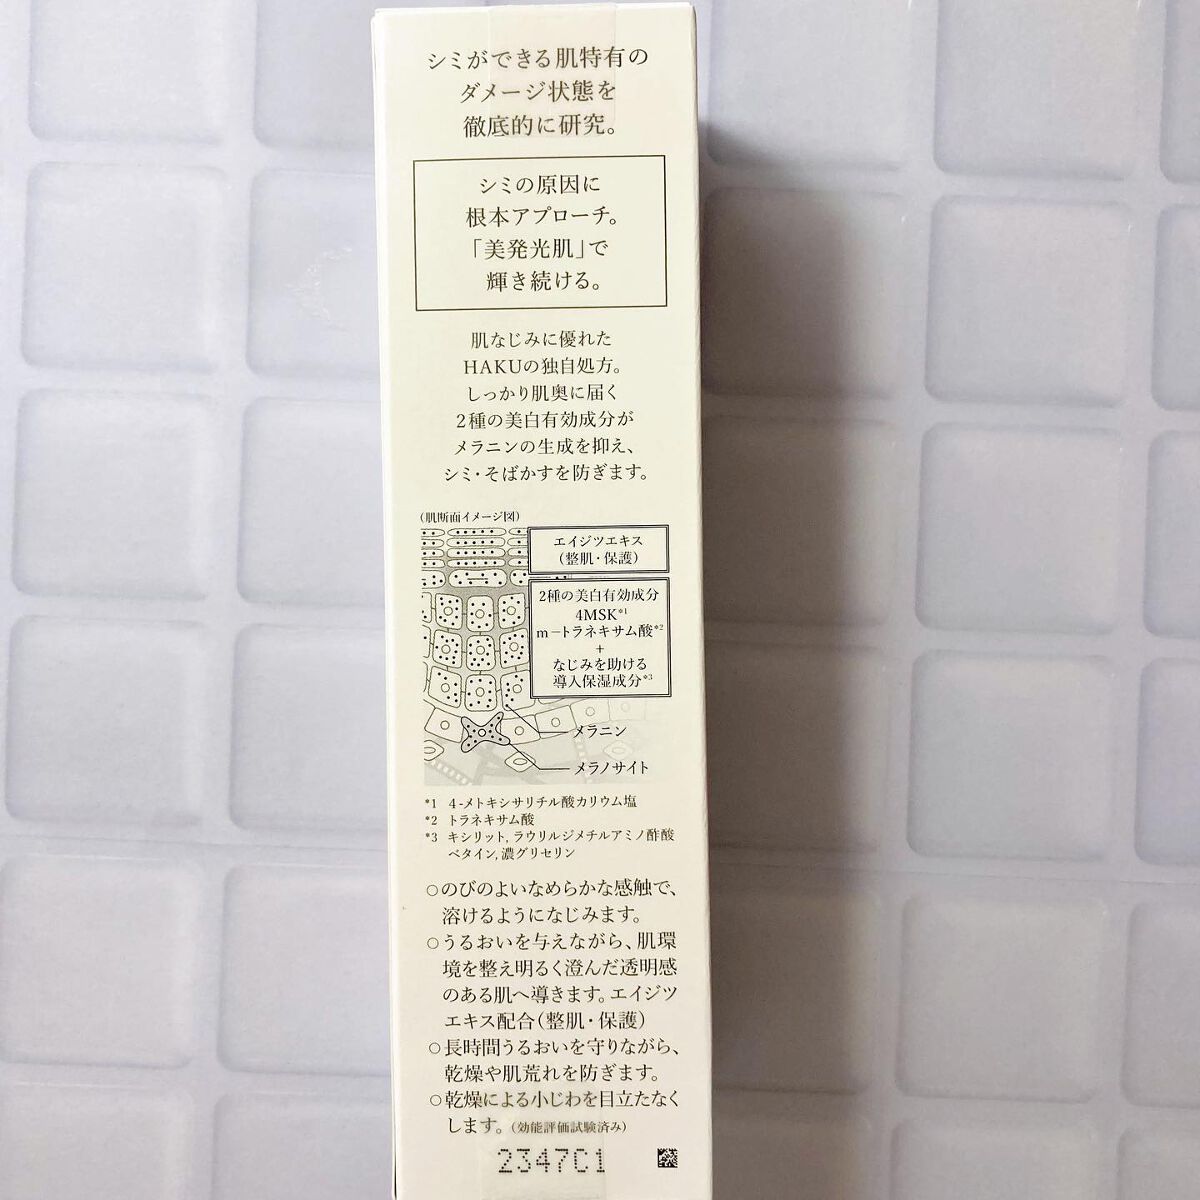 シミができる肌特有の
ダメージ状態を
徹底的に研究。
シミの原因に
根本アプローチ。
「美発光肌」で
輝き続ける。
肌なじみに優れた
HAKUの独自処方。
しっかり肌奥に届く
2種の美白有効成分が
メラニンの生成を抑え、
シミ・そばかすを防ぎます。
(肌断面イメージ図)
エイジツエキス
(整肌・保護)
2種の美白有効成分
4MSK*1
m－トラネキサム酸*2
+
なじみを助ける
導入保湿成分*3
メラニン
メラノサイト
*1 4-メトキシサリチル酸カリウム塩
*2 トラネキサム酸
*3 キシリット, ラウリルジメチルアミノ酢酸
ベタイン, 濃グリセリン
○のびのよいなめらかな感触で、
溶けるようになじみます。
○うるおいを与えながら、肌環
境を整え明るく澄んだ透明感
のある肌へ導きます。エイジツ
エキス配合(整肌・保護)
○長時間うるおいを守りながら、
乾燥や肌荒れを防ぎます。
○乾燥による小じわを目立たなく
します。(効能評価試験済み)
2347C1